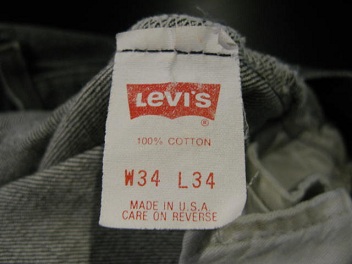 LEVI'S
®
100% COTTON
W34 L34
MADE IN U.S.A.
CARE ON REVERSE